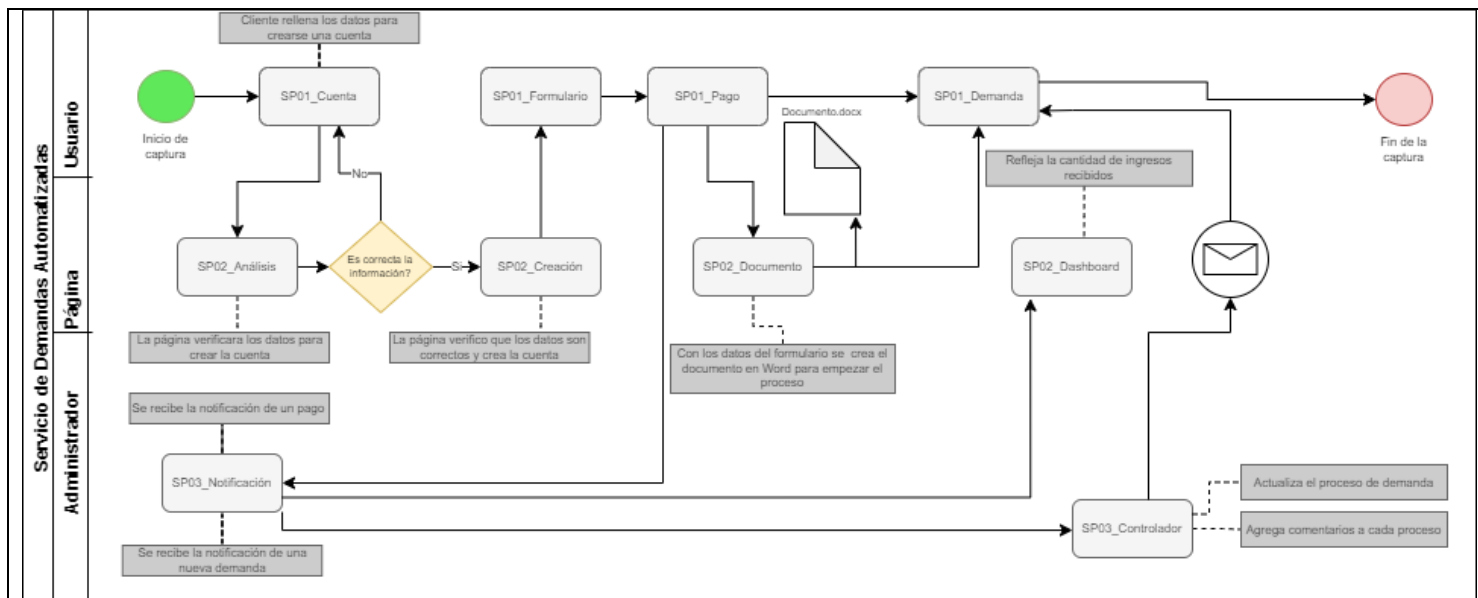 Servicio de Demandas Automatizadas
Usuario
Cliente rellena los datos para
crearse una cuenta
Inicio de
captura
SP01_Cuenta
SP01_Formulario
SP01_Pago
Documento.docx
SP01_Demanda
Fin de la
captura
No
Refleja la cantidad de ingresos
recibidos
Página
SP02_Análisis
Es correcta la
información?
Si
SP02_Creación
SP02_Documento
SP02_Dashboard
La página verificara los datos para
crear la cuenta
La página verifico que los datos son
correctos y crea la cuenta
Con los datos del formulario se crea el
documento en Word para empezar el
proceso
Administrador
Se recibe la notificación de un pago
SP03_Notificación
Se recibe la notificación de una
nueva demanda
SP03_Controlador
Actualiza el proceso de demanda
Agrega comentarios a cada proceso